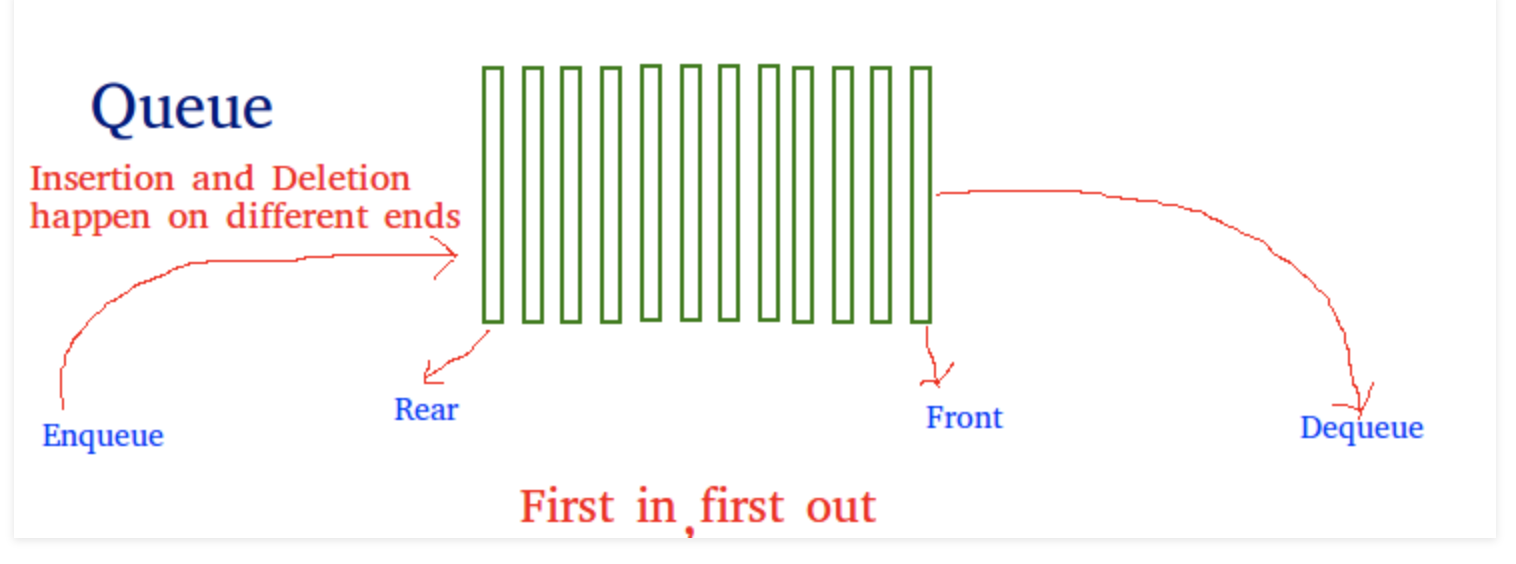 Queue
Insertion and Deletion
happen on different ends
Enqueue
Rear
Front
Dequeue
First in,first out